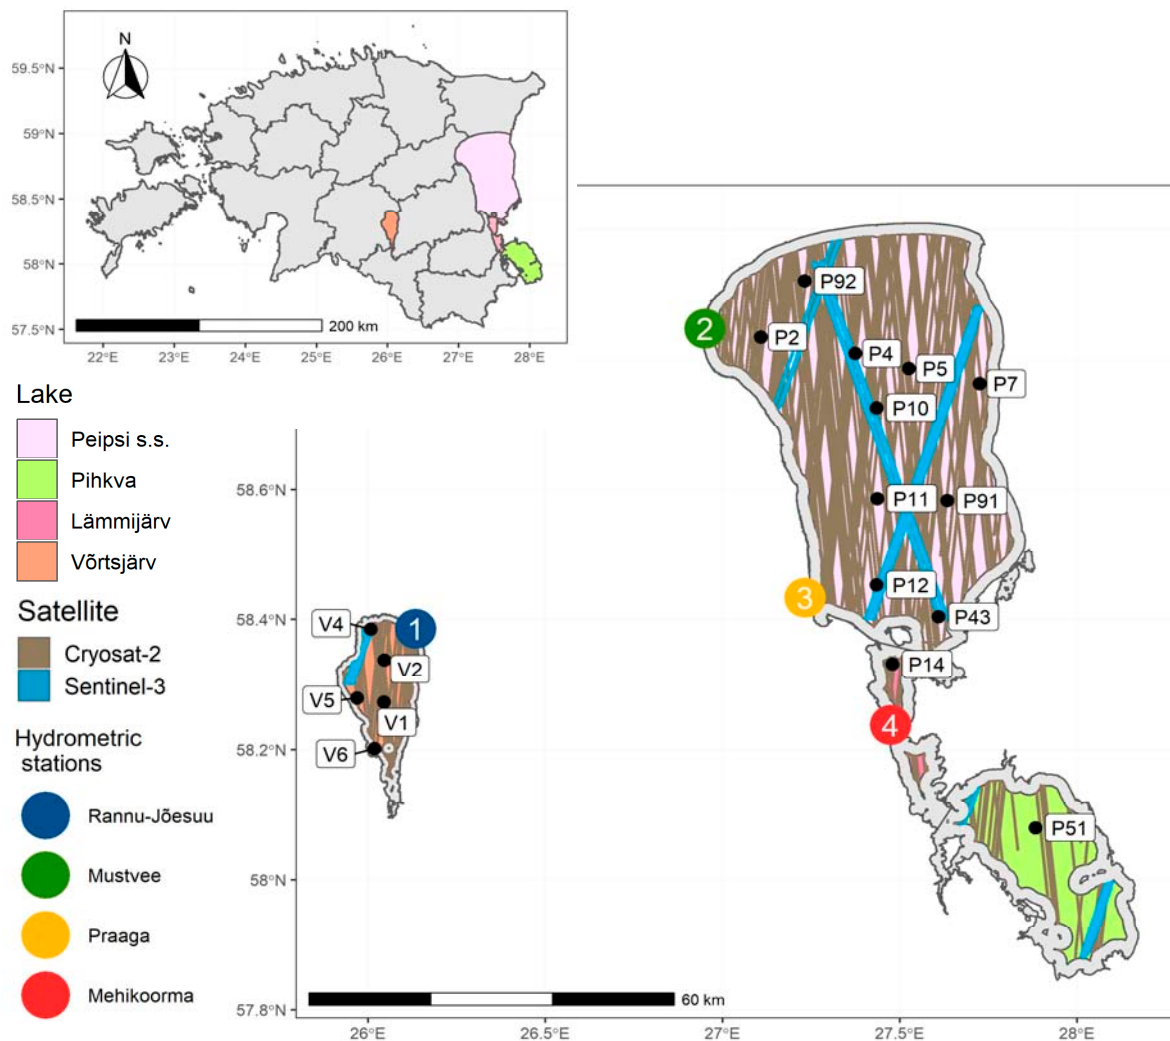 N
59.5°N
59°N
58.5°N
58°N
57.5°N
200 km
22°E
23°E
24°E
25°E
26°E
27°E
28°E
Lake
Peipsi s.s.
Pihkva
Lämmijärv
Võrtsjärv
Satellite
Cryosat-2
Sentinel-3
Hydrometric
stations
Rannu-Jõesuu
Mustvee
Praaga
Mehikoorma
58.6°N
58.4°N
58.2°N
58°N
57.8°N
V4
1
V2
V5
V1
V6
P92
2
P2
P4
P5
P7
P10
P11
P91
3
P12
P43
P14
4
P51
60 km
26°E
26.5°E
27°E
27.5°E
28°E